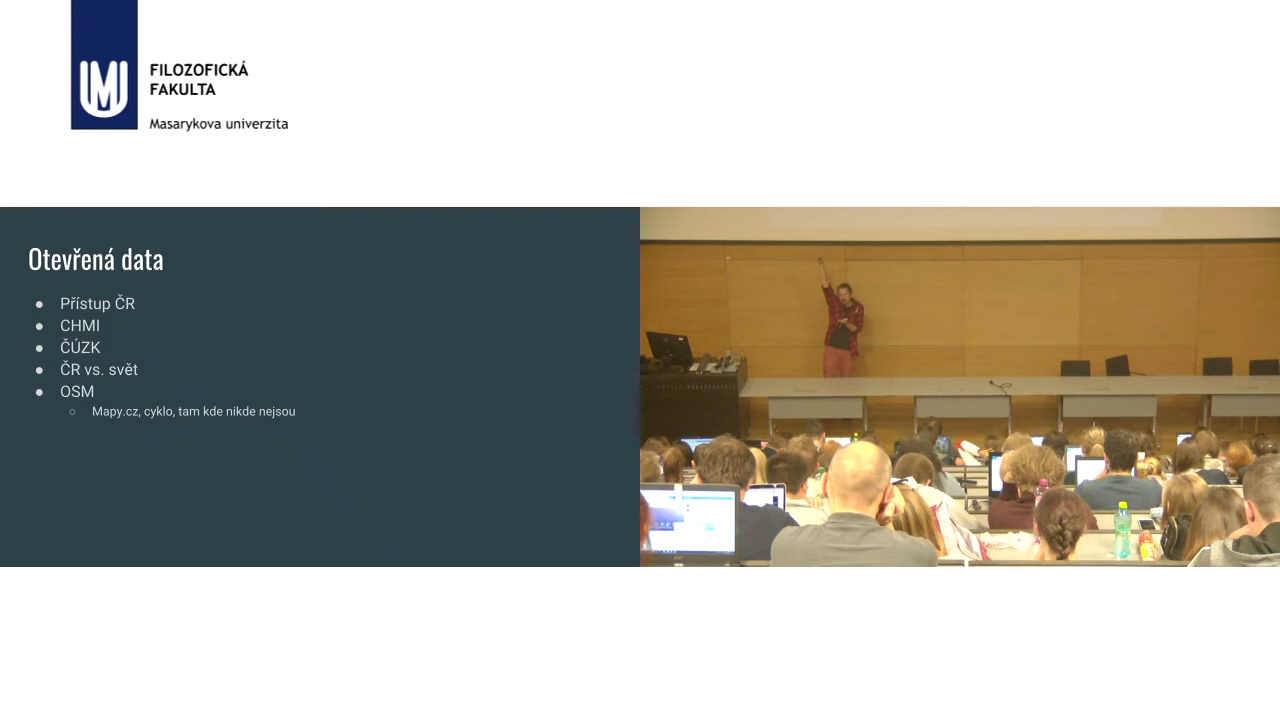 FILOZOFICKÁ
FAKULTA
Masarykova univerzita
Otevřená data
● Přístup ČR
● CHMI
● ČÚZK
● ČR vs. svět
● OSM
○ Mapy.cz, cyklo, tam kde nikde nejsou